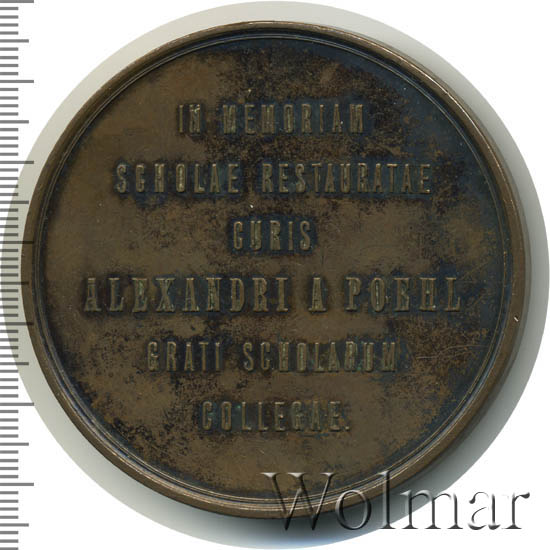 IN MEMORIAM
SCHOLAE RESTAURATAE
CURIS
ALEXANDRI A POEHL
GRATI SCHOLARUM
COLLEGAE.
Wolmar